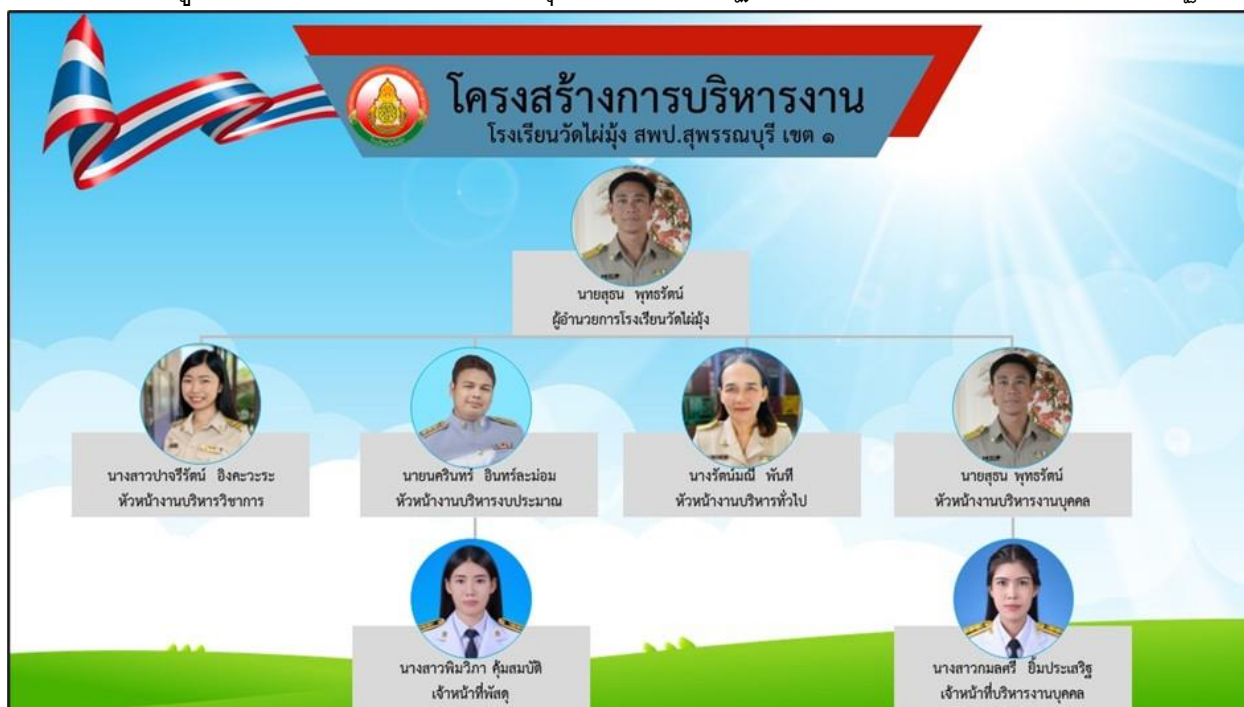 โครงสร้างการบริหารงาน
โรงเรียนวัดไผ่มุ้ง สพป.สุพรรณบุรี เขต ๑
นายสุธน พุทธรัตน์
ผู้อำนวยการโรงเรียนวัดไผ่มุ้ง
นางสาวปาจรีรัตน์ อิงคะวะระ
หัวหน้างานบริหารวิชาการ
นายนครินทร์ อินทร์ละม่อม
หัวหน้างานบริหารงบประมาณ
นางรัตน์มณี พันที
หัวหน้างานบริหารทั่วไป
นายสุธน พุทธรัตน์
หัวหน้างานบริหารงานบุคคล
นางสาวพิมวิภา คุ้มสมบัติ
เจ้าหน้าที่พัสดุ
นางสาวกมลศรี ยิ้มประเสริฐ
เจ้าหน้าที่บริหารงานบุคคล